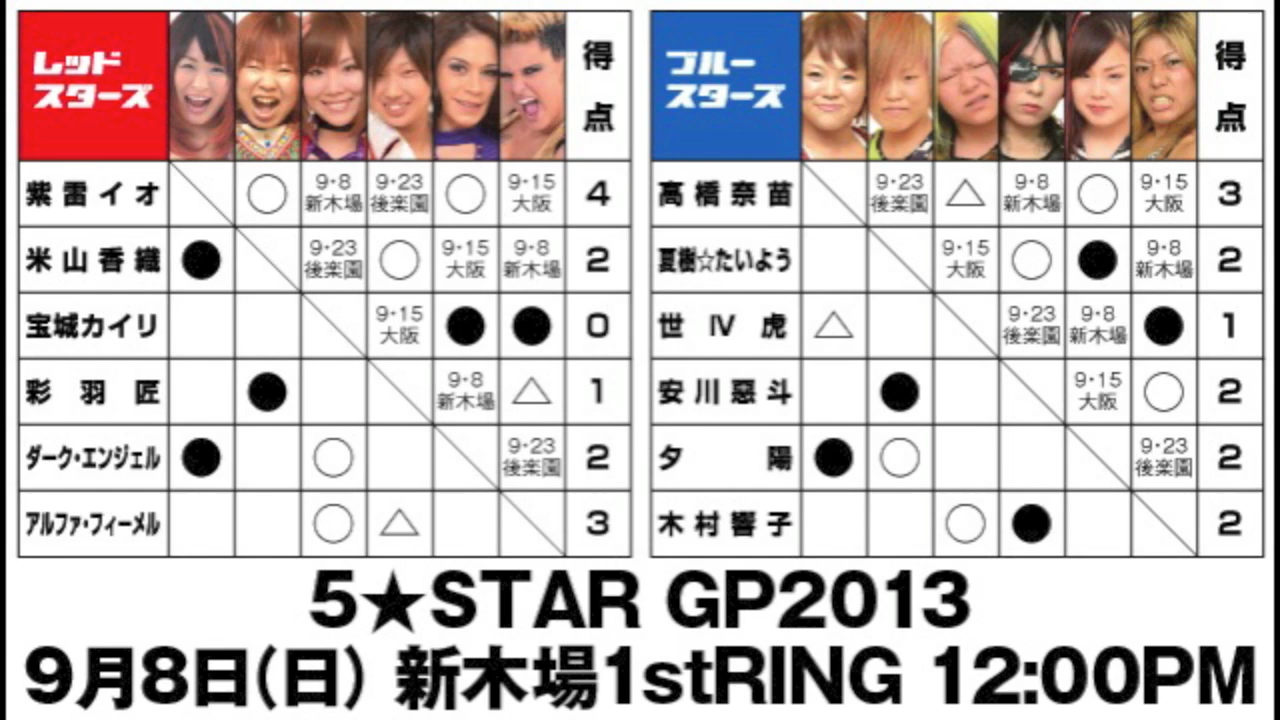 レッド
スターズ
得
点
紫雷イオ ○ 9・8 新木場 9・23 後楽園 ○ 9・15 大阪 4
米山香織 ● 9・23 後楽園 ○ 9・15 大阪 9・8 新木場 2
宝城カイリ 9・15 大阪 ● ● 0
彩羽匠 ● 9・8 新木場 △ 1
ダーク・エンジェル ● ○ 9・23 後楽園 2
アルファ・フィーメル ○ △ 3
ブルー
スターズ
得
点
高橋奈苗 9・23 後楽園 △ 9・8 新木場 ○ 9・15 大阪 3
夏樹☆たいよう 9・15 大阪 ○ ● 9・8 新木場 2
世Ⅳ虎 △ 9・23 後楽園 9・8 新木場 ● 1
安川惡斗 ● 9・15 大阪 ○ 2
夕陽 ● ○ 9・23 後楽園 2
木村響子 ○ ● 2
5★STAR GP2013
9月8日(日) 新木場1stRING 12:00PM